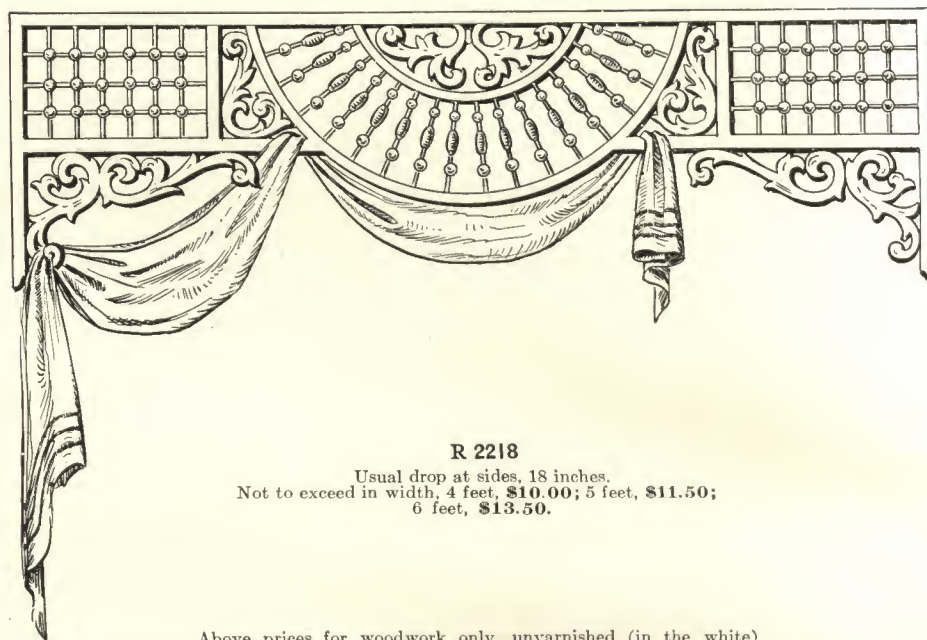 R 2218
Usual drop at sides, 18 inches.
Not to exceed in width, 4 feet, $10.00; 5 feet, $11.50;
6 feet, $13.50.
Above prices for woodwork only, unvarnished (in the white)